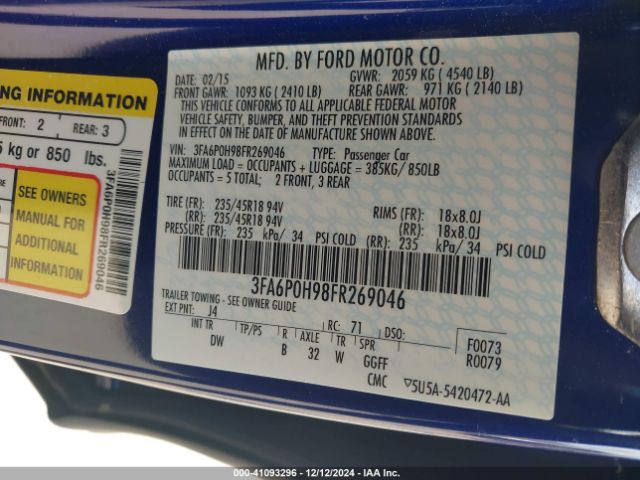 NG INFORMATION
FRONT: 2 REAR: 3
5 kg or 850 lbs.
SEE OWNERS
MANUAL FOR
ADDITIONAL
INFORMATION
3FA6P0H98FR269046
MFD. BY FORD MOTOR CO.
DATE: 02/15 GVWR: 2059 KG ( 4540 LB)
FRONT GAWR: 1093 KG ( 2410 LB) REAR GAWR: 971 KG ( 2140 LB)
THIS VEHICLE CONFORMS TO ALL APPLICABLE FEDERAL MOTOR
VEHICLE SAFETY, BUMPER, AND THEFT PREVENTION STANDARDS
IN EFFECT ON THE DATE OF MANUFACTURE SHOWN ABOVE.
VIN: 3FA6P0H98FR269046 TYPE: Passenger Car
MAXIMUM LOAD = OCCUPANTS + LUGGAGE = 385KG/ 850LB
OCCUPANTS = 5 TOTAL; 2 FRONT, 3 REAR
TIRE (FR): 235/45R18 94V RIMS (FR): 18x8.0J
(RR): 235/45R18 94V (RR): 18x8.0J
PRESSURE (FR): 235 kPa/ 34 PSI COLD (RR): 235 kPa/ 34 PSI COLD
3FA6P0H98FR269046
TRAILER TOWING - SEE OWNER GUIDE
EXT PNT: J4 RC: 71 DSO: F0073
INT TR TP/PS R AXLE TR SPR R0079
DW B 32 W GGFF
CMC 5U5A-5420472-AA
000-41093296 - 12/12/2024 - IAA Inc.